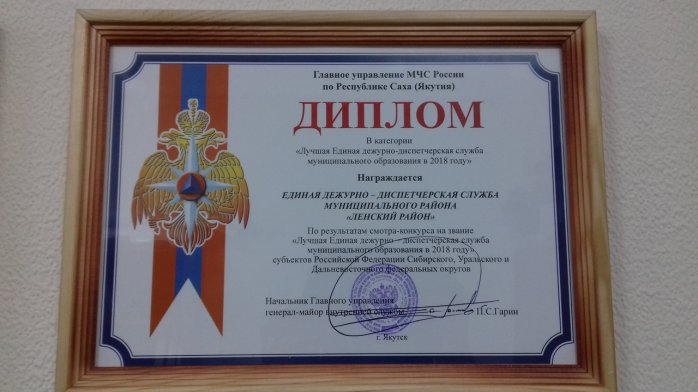 Главное управление МЧС России
по Республике Саха (Якутия)
ДИПЛОМ
В категории
«Лучшая Единая дежурно-диспетчерская служба
муниципального образования в 2018 году»
Награждается
ЕДИНАЯ ДЕЖУРНО – ДИСПЕТЧЕРСКАЯ СЛУЖБА
МУНИЦИПАЛЬНОГО РАЙОНА
«ЛЕНСКИЙ РАЙОН»
По результатам смотра-конкурса на звание
«Лучшая Единая дежурно – диспетчерская служба
муниципального образования в 2018 году»,
субъектов Российской Федерации Сибирского, Уральского и
Дальневосточного федеральных округов
Начальник Главного управления
генерал-майор внутренней службы П.С.Гарин
г. Якутск